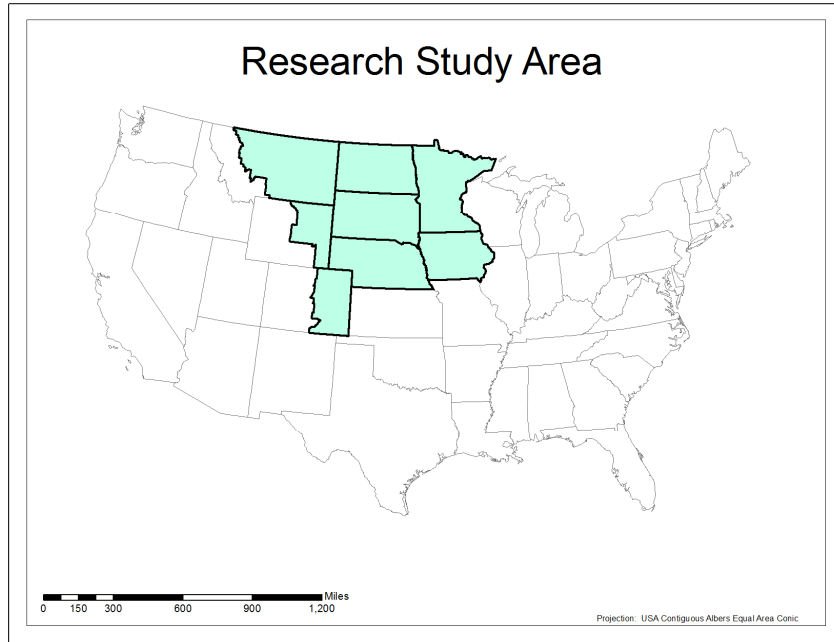 Research Study Area
Miles
0 150 300 600 900 1,200
Projection: USA Contiguous Albers Equal Area Conic